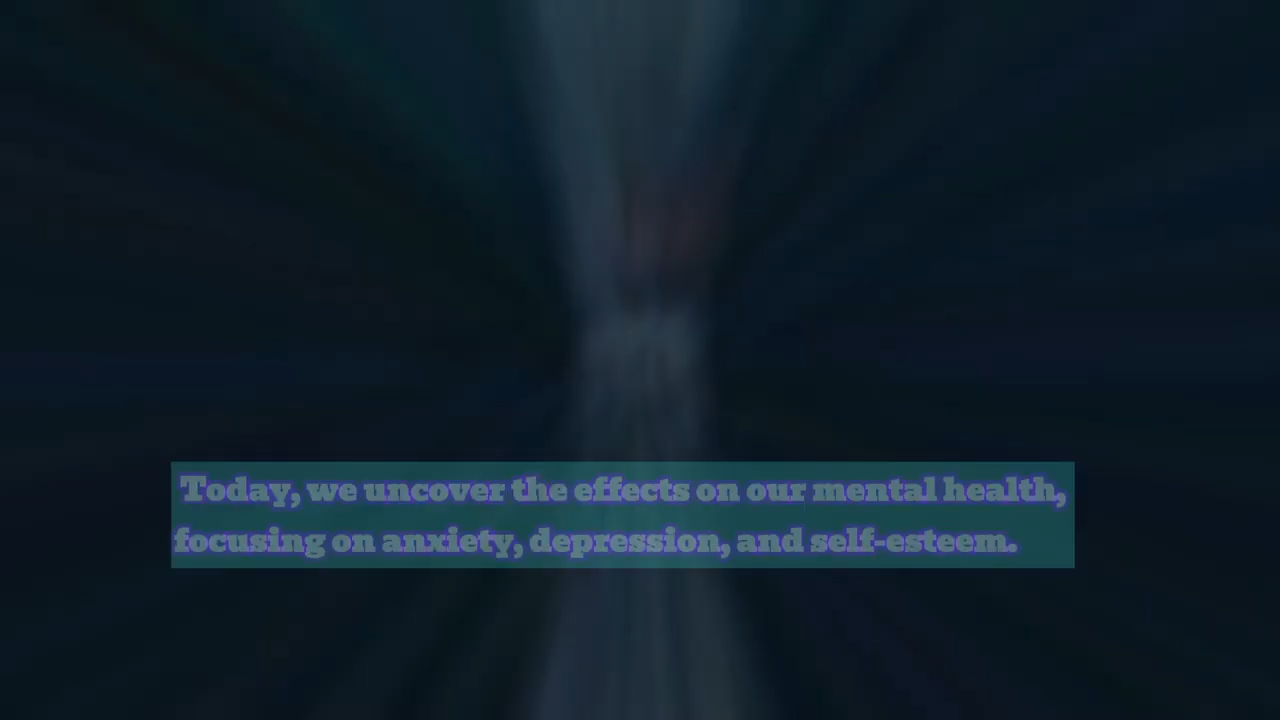 Today, we uncover the effects on our mental health,
focusing on anxiety, depression, and self-esteem.